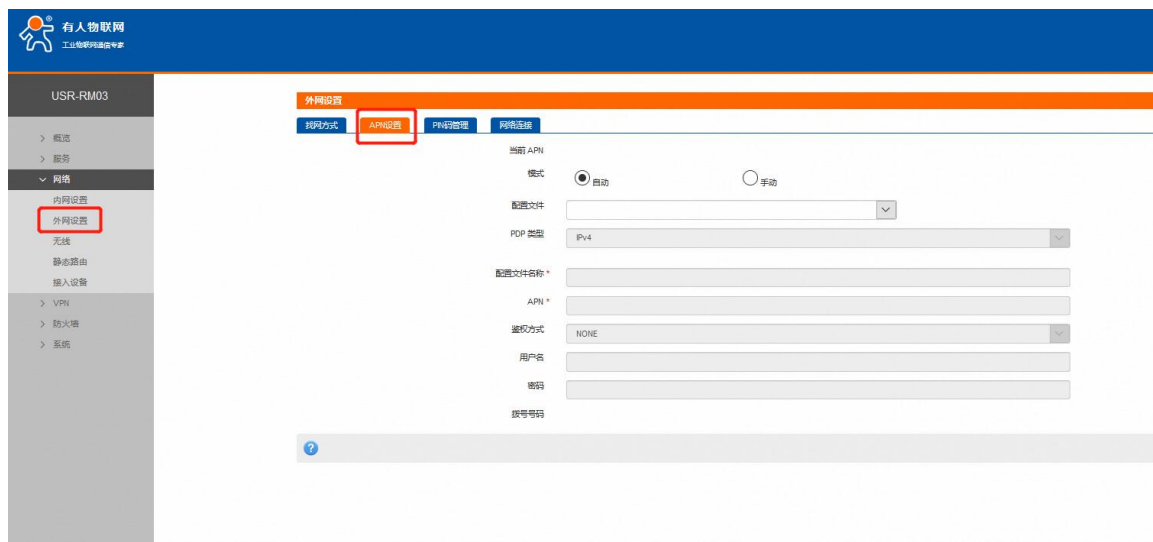 有人物联网
工业物联网通信专家
USR-RM03
概览
服务
网络
内网设置
外网设置
无线
静态路由
接入设备
VPN
防火墙
系统
外网设置
找网方式 APN设置 PIN码管理 网络连接
当前 APN
模式 自动 手动
配置文件
PDP 类型 IPv4
配置文件名称 *
APN *
鉴权方式 NONE
用户名
密码
拨号号码